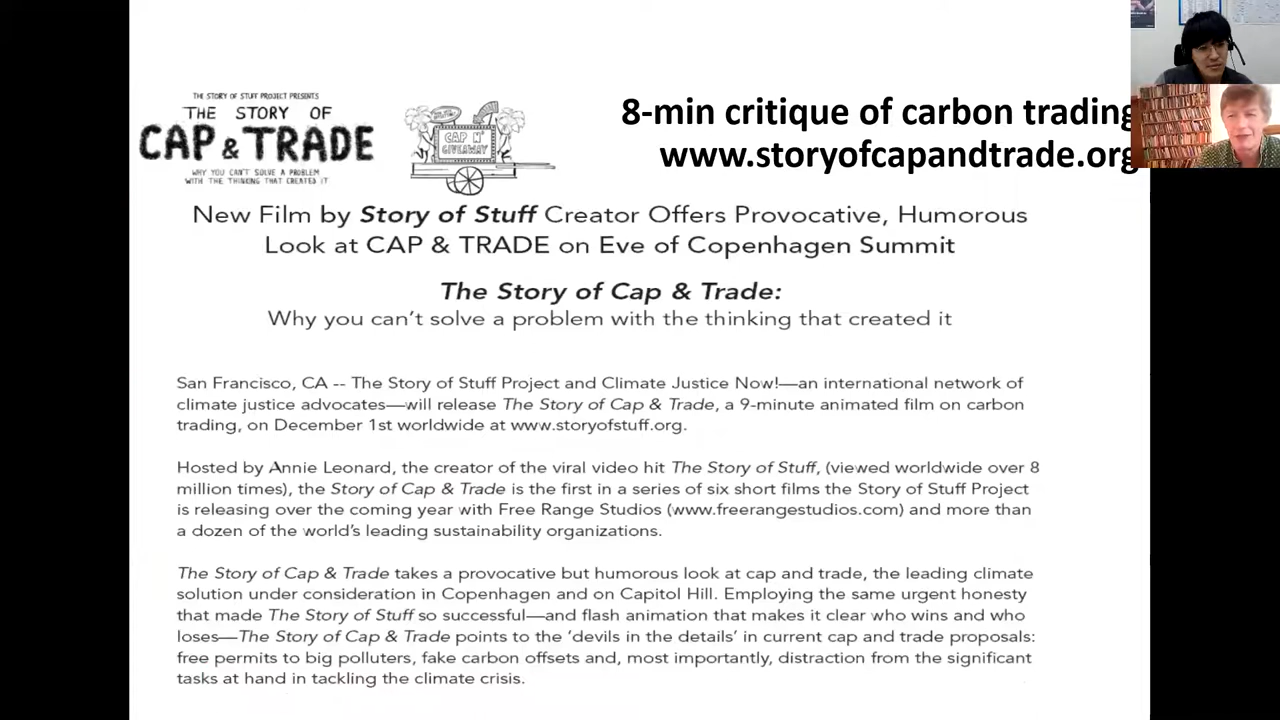 THE STORY OF STUFF PROJECT PRESENTS
THE STORY OF
CAP & TRADE
WHY YOU CAN'T SOLVE A PROBLEM
WITH THE THINKING THAT CREATED IT
CAP N'
GIVEAWAY
8-min critique of carbon trading
www.storyofcapandtrade.org
New Film by Story of Stuff Creator Offers Provocative, Humorous
Look at CAP & TRADE on Eve of Copenhagen Summit
The Story of Cap & Trade:
Why you can't solve a problem with the thinking that created it
San Francisco, CA -- The Story of Stuff Project and Climate Justice Now!—an international network of
climate justice advocates—will release The Story of Cap & Trade, a 9-minute animated film on carbon
trading, on December 1st worldwide at www.storyofstuff.org.
Hosted by Annie Leonard, the creator of the viral video hit The Story of Stuff, (viewed worldwide over 8
million times), the Story of Cap & Trade is the first in a series of six short films the Story of Stuff Project
is releasing over the coming year with Free Range Studios (www.freerangestudios.com) and more than
a dozen of the world's leading sustainability organizations.
The Story of Cap & Trade takes a provocative but humorous look at cap and trade, the leading climate
solution under consideration in Copenhagen and on Capitol Hill. Employing the same urgent honesty
that made The Story of Stuff so successful—and flash animation that makes it clear who wins and who
loses—The Story of Cap & Trade points to the 'devils in the details' in current cap and trade proposals:
free permits to big polluters, fake carbon offsets and, most importantly, distraction from the significant
tasks at hand in tackling the climate crisis.